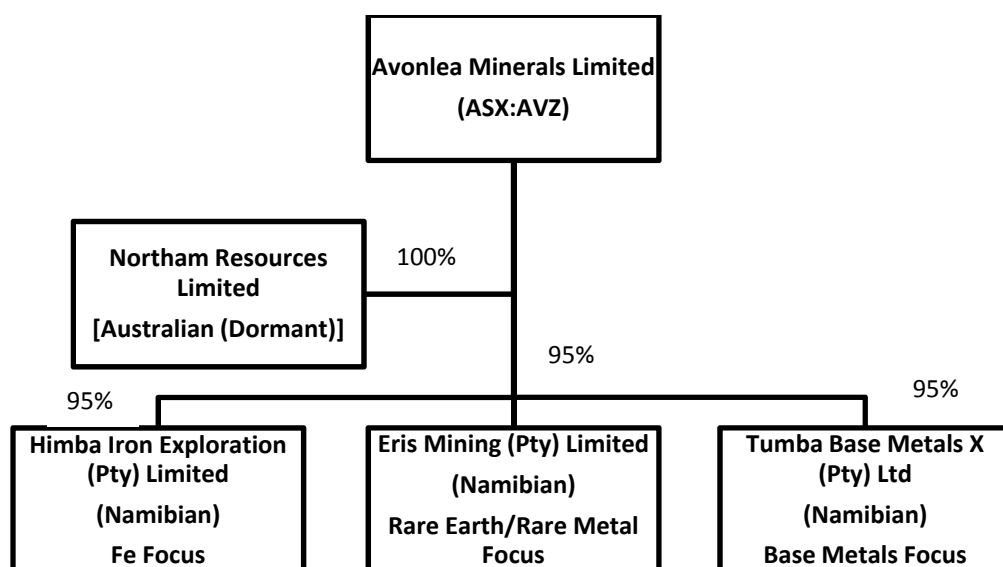 Avonlea Minerals Limited
(ASX:AVZ)
100%
Northam Resources
Limited
[Australian (Dormant)]
95%
95%
95%
Himba Iron Exploration
(Pty) Limited
(Namibian)
Fe Focus
Eris Mining (Pty) Limited
(Namibian)
Rare Earth/Rare Metal
Focus
Tumba Base Metals X
(Pty) Ltd
(Namibian)
Base Metals Focus